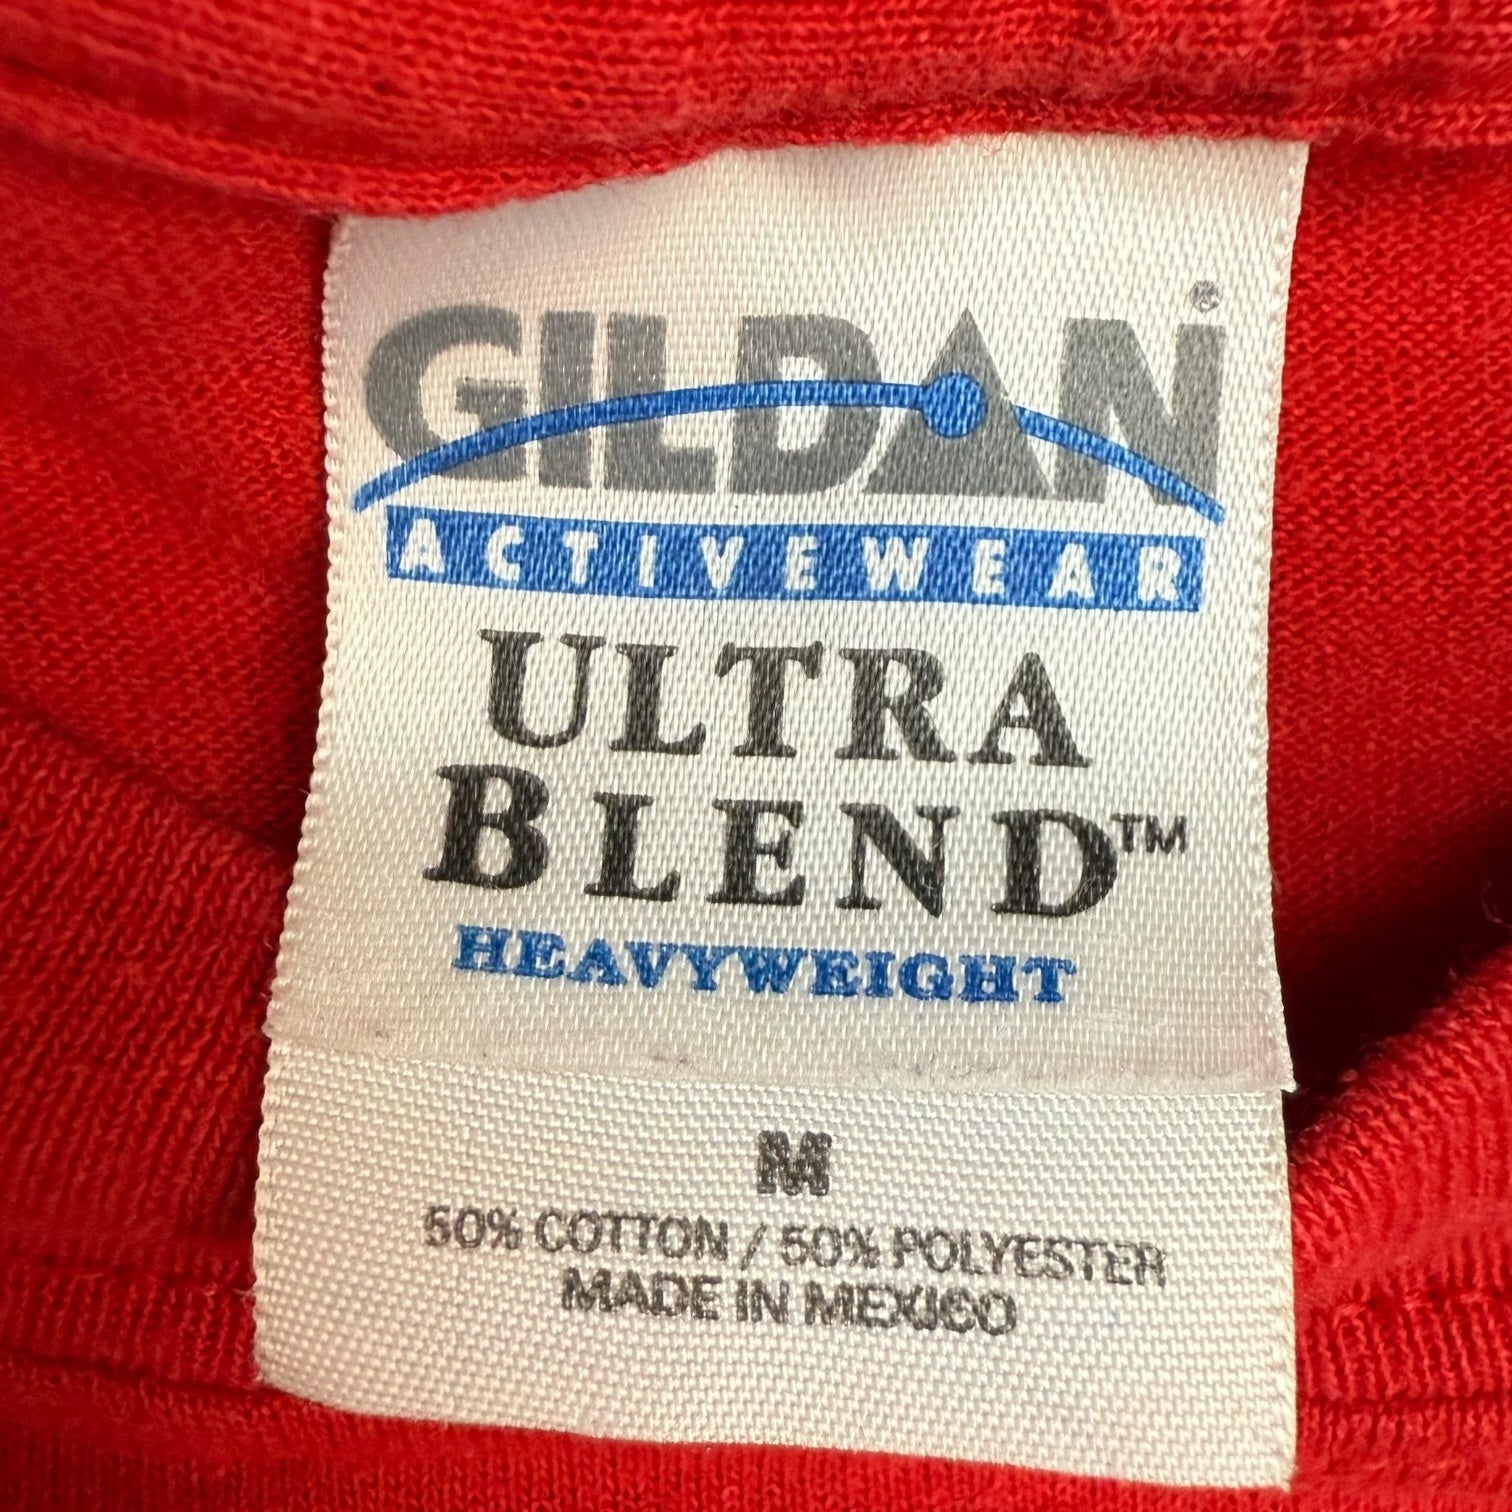 GILDAN®
ACTIVEWEAR
ULTRA
BLEND™
HEAVYWEIGHT
M
50% COTTON / 50% POLYESTER
MADE IN MEXICO